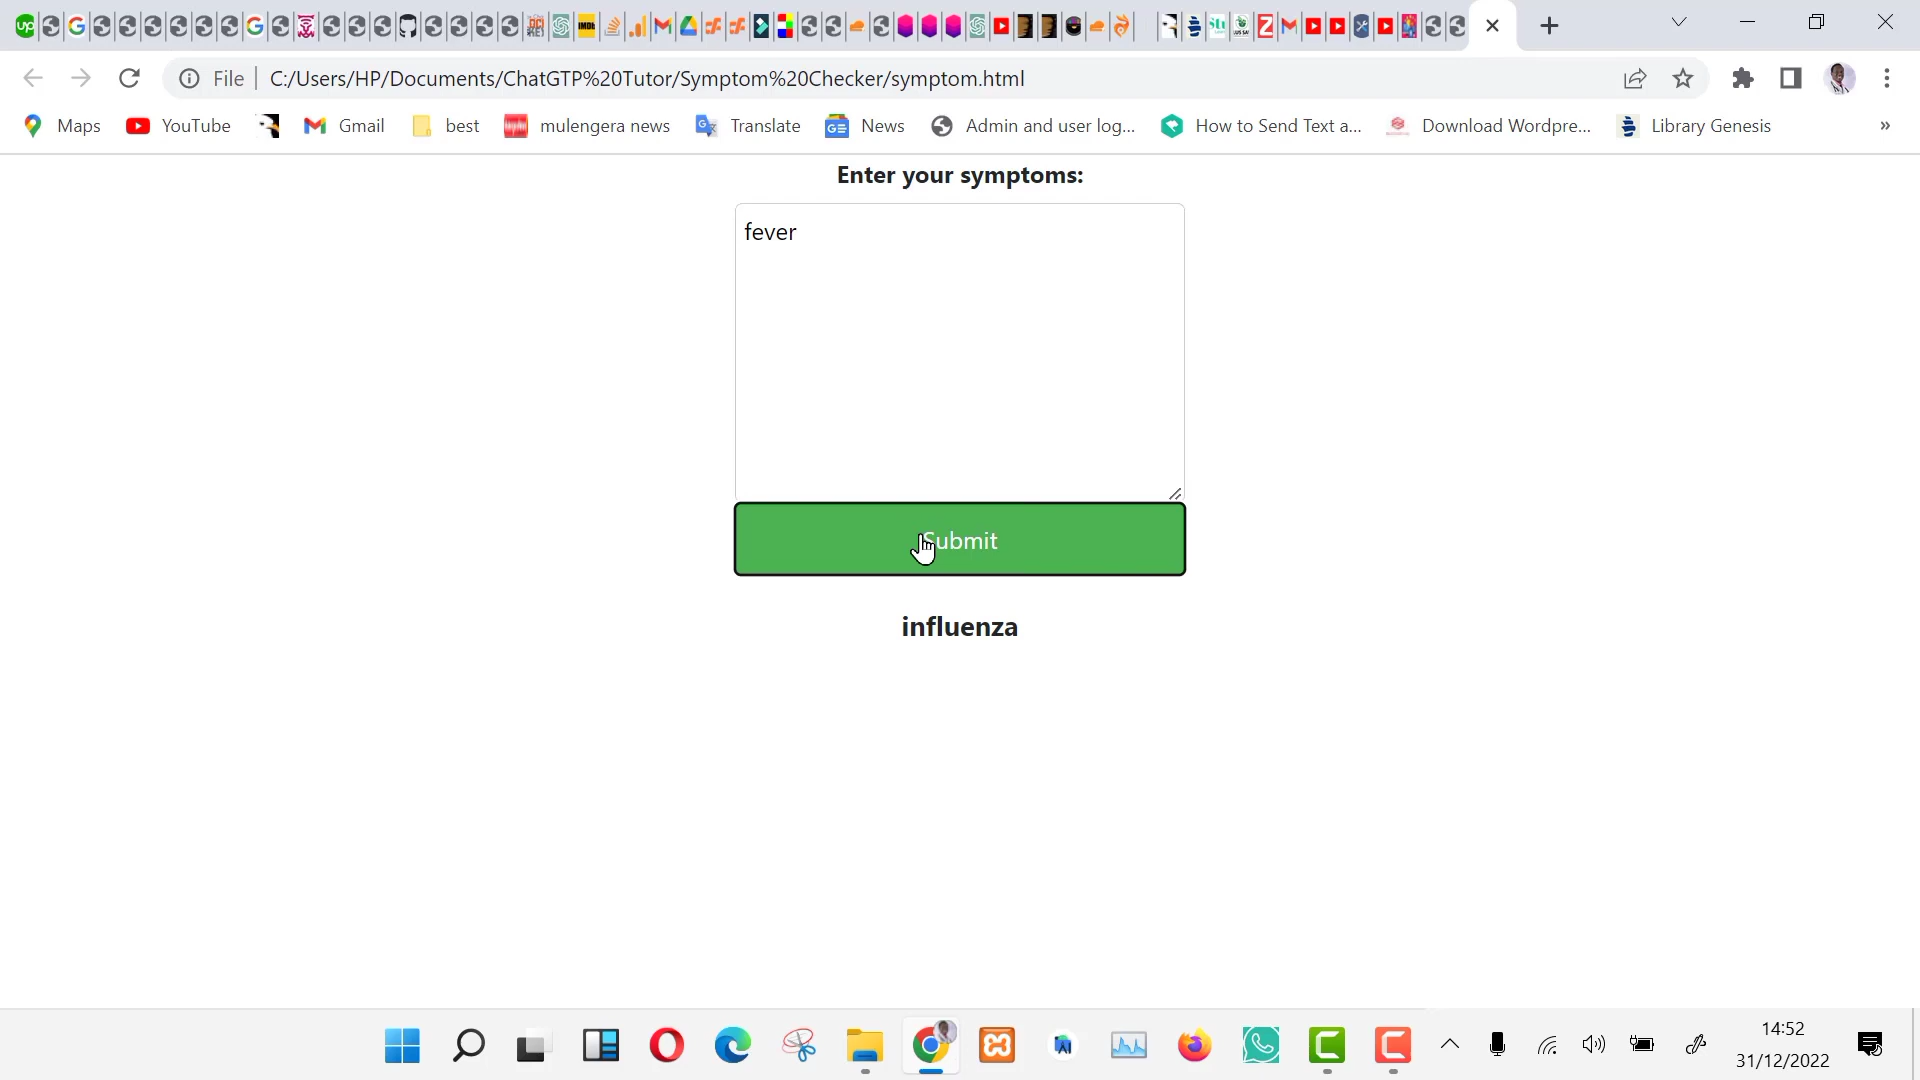 File
C:/Users/HP/Documents/ChatGTP%20Tutor/Symptom%20Checker/symptom.html
Maps
YouTube
Gmail
best
mulengera news
Translate
News
Admin and user log...
How to Send Text a...
Download Wordpre...
Library Genesis
»
Enter your symptoms:
fever
Submit
influenza
14:52
31/12/2022